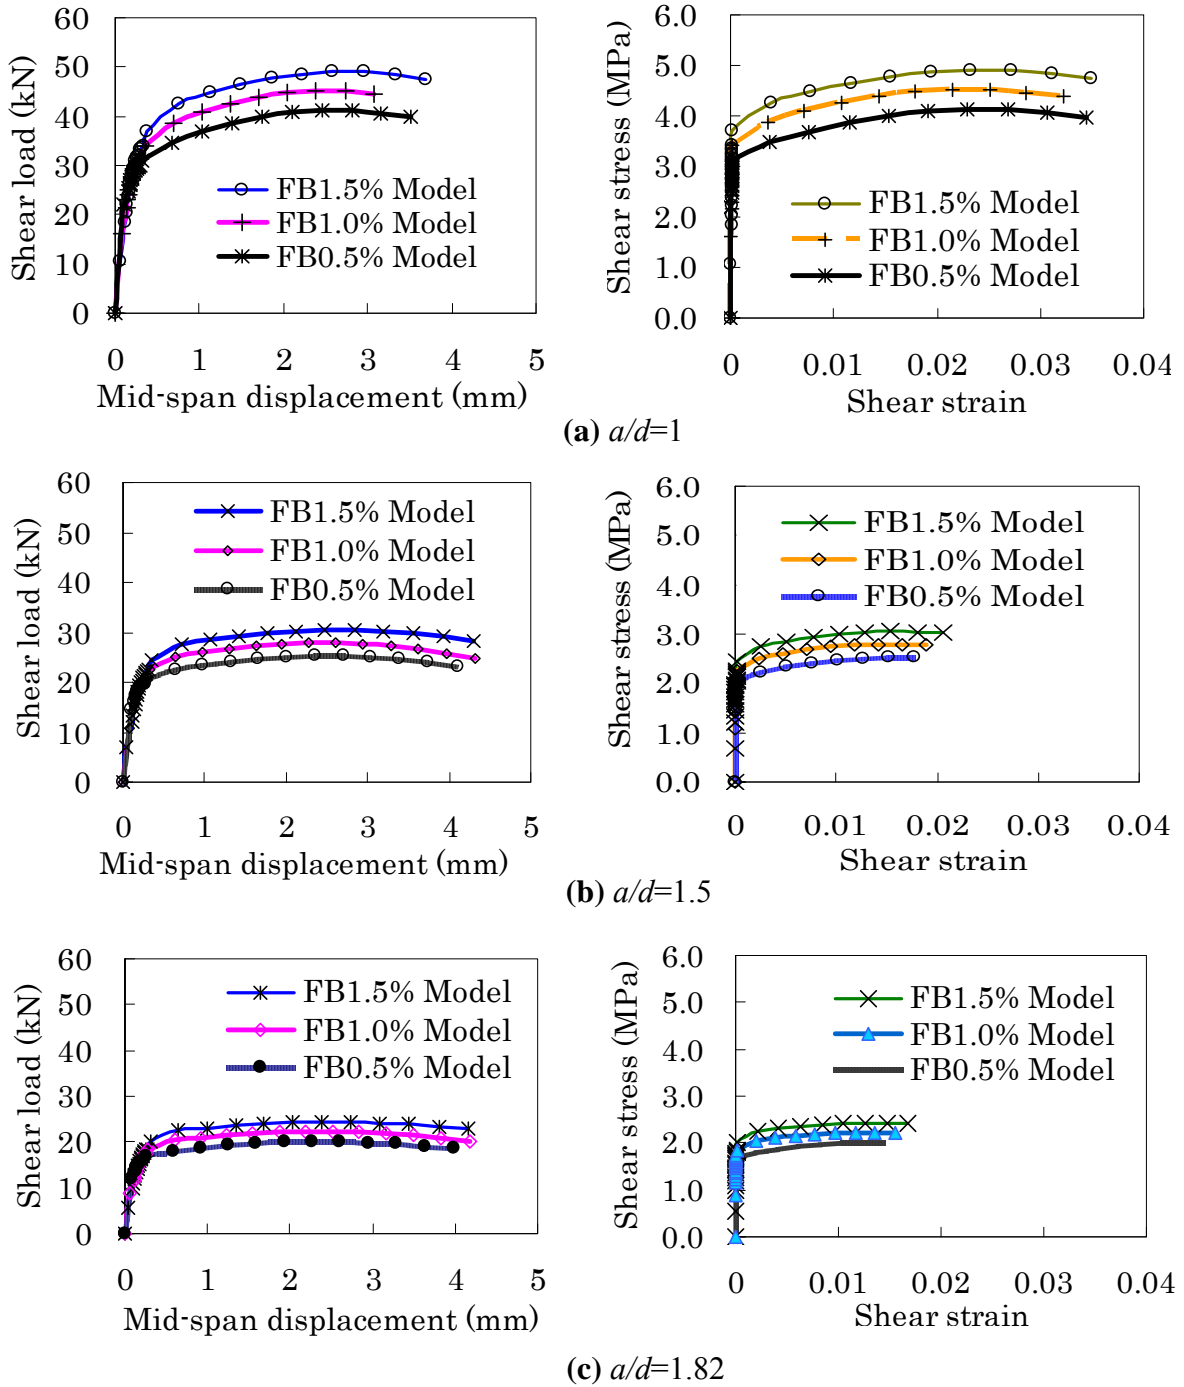 60
50
40
30
20
10
0
Shear load (kN)
FB1.5% Model
FB1.0% Model
FB0.5% Model
0 1 2 3 4 5
Mid-span displacement (mm)
6.0
5.0
4.0
3.0
2.0
1.0
0.0
Shear stress (MPa)
FB1.5% Model
FB1.0% Model
FB0.5% Model
0 0.01 0.02 0.03 0.04
Shear strain
(a) a/d=1
60
50
40
30
20
10
0
Shear load (kN)
FB1.5% Model
FB1.0% Model
FB0.5% Model
0 1 2 3 4 5
Mid-span displacement (mm)
6.0
5.0
4.0
3.0
2.0
1.0
0.0
Shear stress (MPa)
FB1.5% Model
FB1.0% Model
FB0.5% Model
0 0.01 0.02 0.03 0.04
Shear strain
(b) a/d=1.5
60
50
40
30
20
10
0
Shear load (kN)
FB1.5% Model
FB1.0% Model
FB0.5% Model
0 1 2 3 4 5
Mid-span displacement (mm)
6.0
5.0
4.0
3.0
2.0
1.0
0.0
Shear stress (MPa)
FB1.5% Model
FB1.0% Model
FB0.5% Model
0 0.01 0.02 0.03 0.04
Shear strain
(c) a/d=1.82